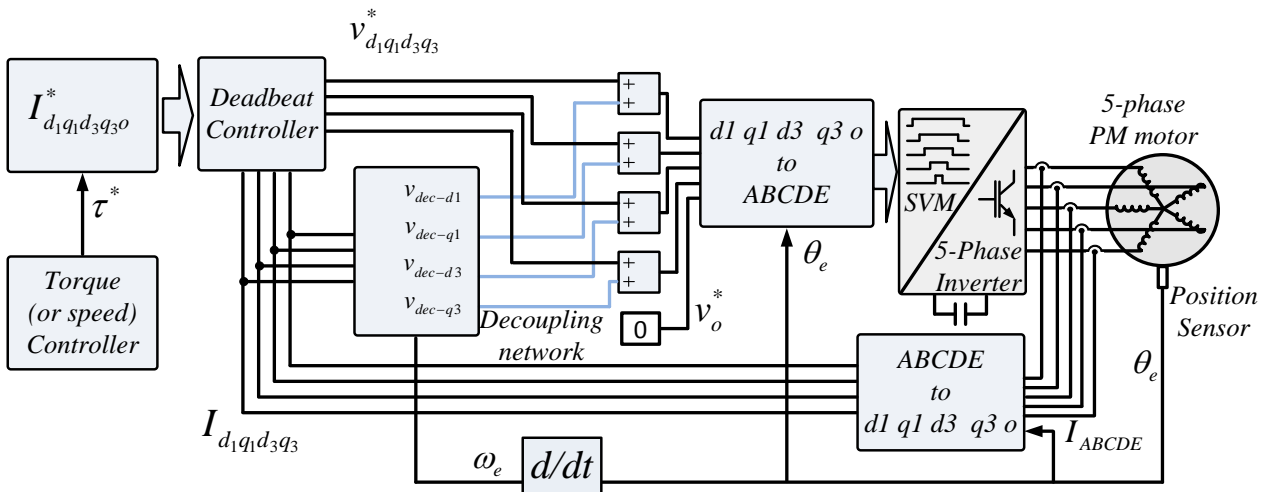 v*d1q1d3q3
I*d1q1d3q3o
Deadbeat
Controller
τ*
Torque
(or speed)
Controller
vdec-d1
vdec-q1
vdec-d3
vdec-q3
Decoupling
network
+
+
+
+
+
+
+
+
0
v*o
d1 q1 d3 q3 o
to
ABCDE
θe
SVM
5-Phase
Inverter
5-phase
PM motor
Position
Sensor
θe
ABCDE
to
d1 q1 d3 q3 o
IABCDE
Id1q1d3q3
ωe
d/dt